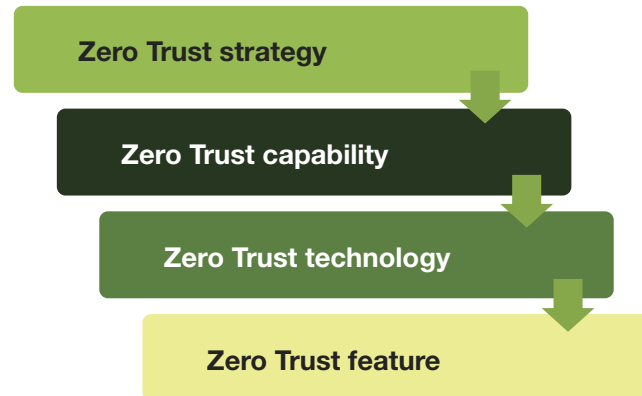 Zero Trust strategy
Zero Trust capability
Zero Trust technology
Zero Trust feature